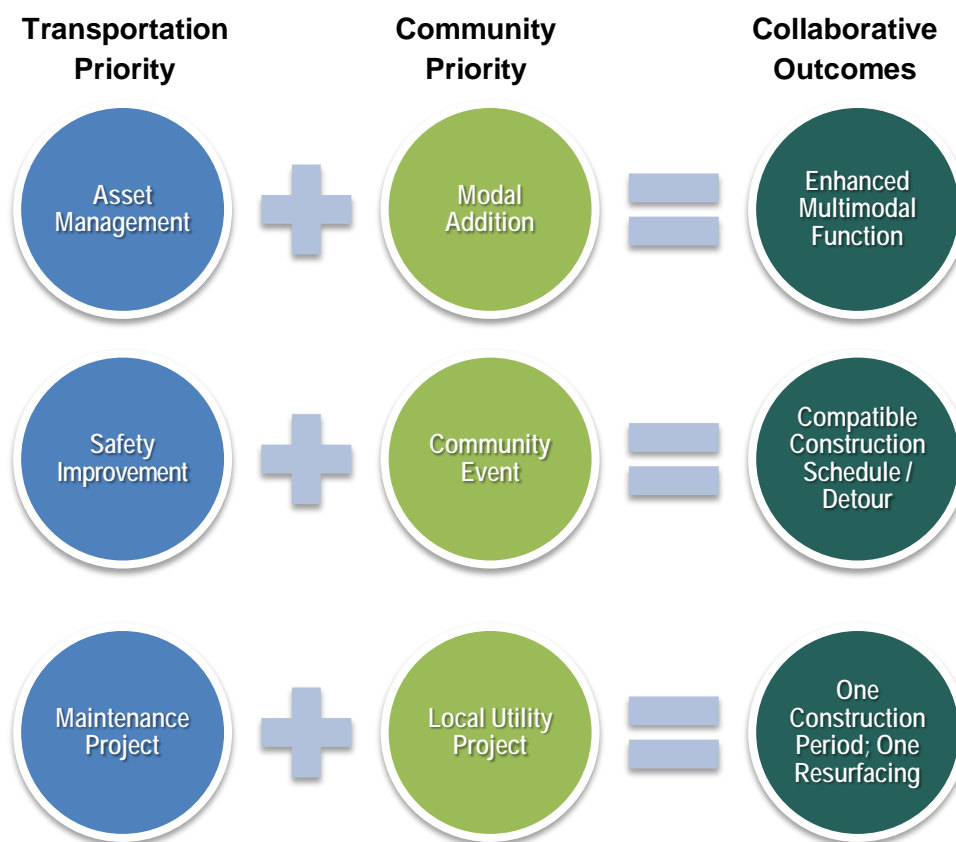 Transportation
Priority
Community
Priority
Collaborative
Outcomes
Asset
Management
Modal
Addition
Enhanced
Multimodal
Function
Safety
Improvement
Community
Event
Compatible
Construction
Schedule /
Detour
Maintenance
Project
Local Utility
Project
One
Construction
Period; One
Resurfacing